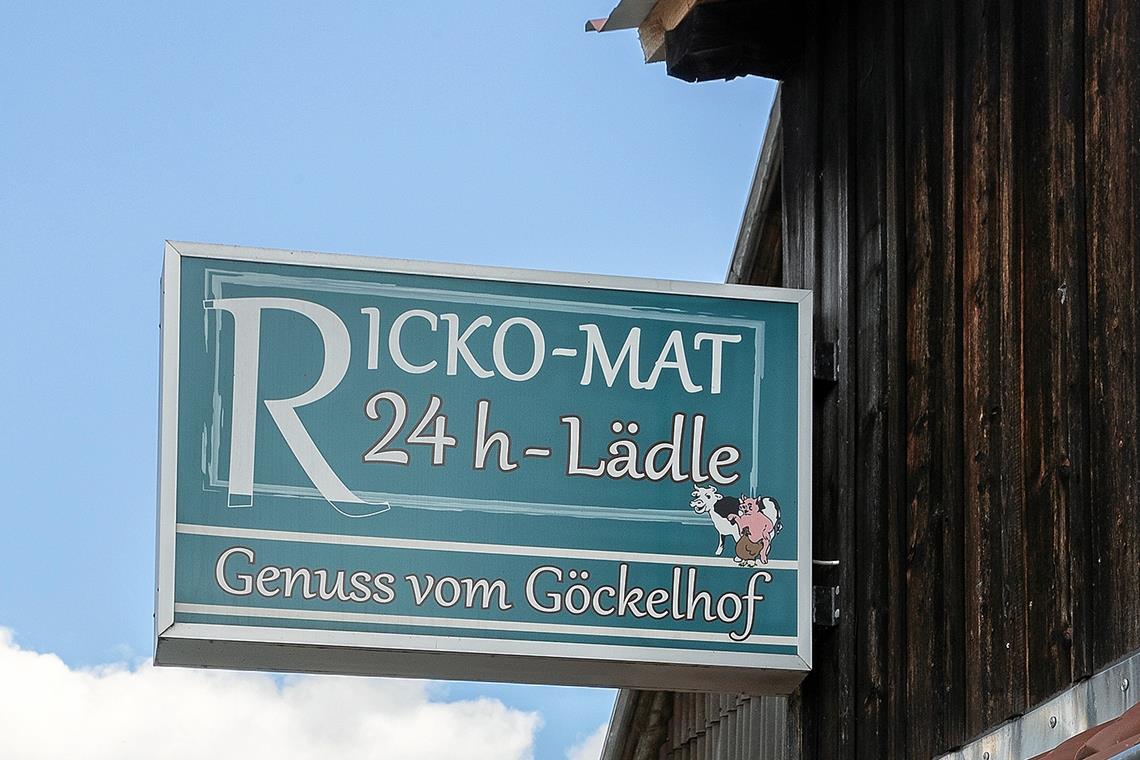 RICKO-MAT
24 h - Lädle
Genuss vom Göckelhof